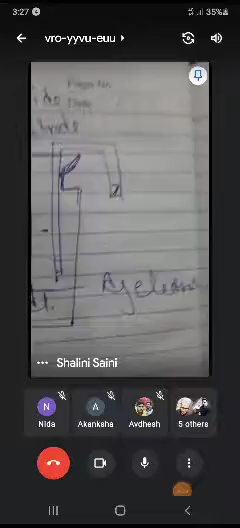 3:27
35%
vro-yyvu-euu
Page No.
Date
Shalini Saini
N
A
Nida
Akanksha
Avdhesh
5 others